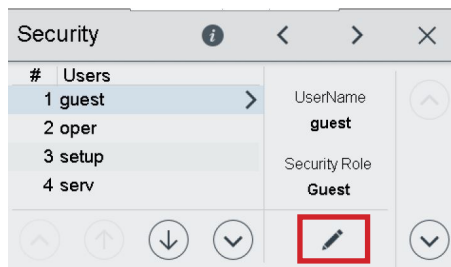 Security
# Users
1 guest
2 oper
3 setup
4 serv
UserName
guest
Security Role
Guest